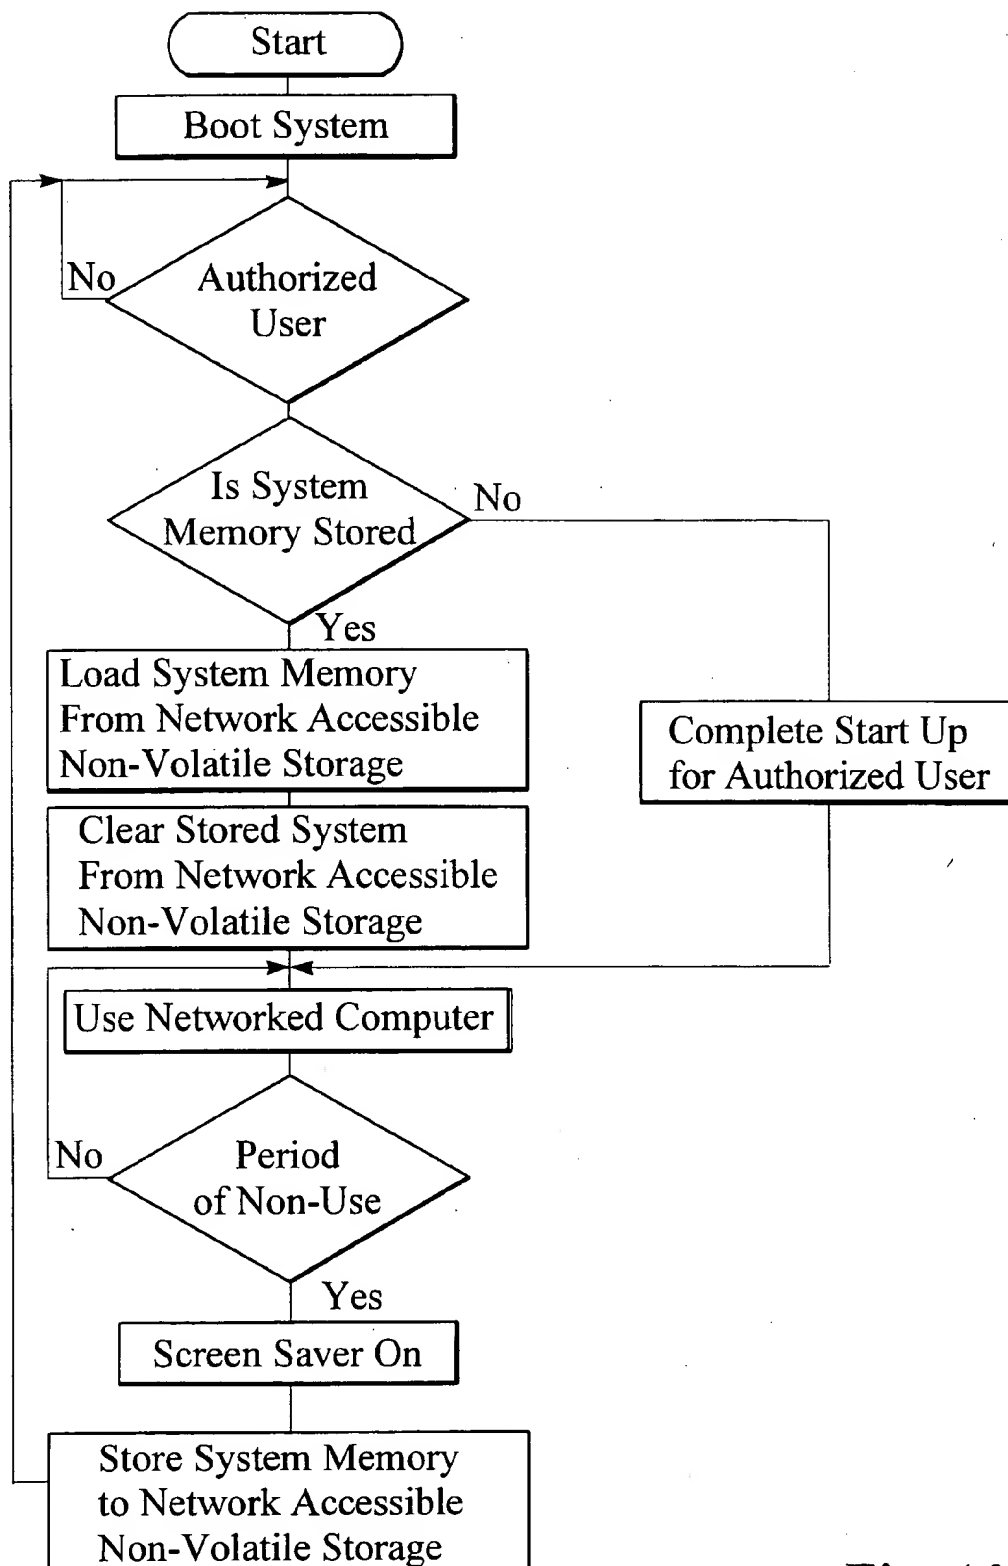 Start
Boot System
No
Authorized
User
Is System
Memory Stored
No
Yes
Load System Memory
From Network Accessible
Non-Volatile Storage
Complete Start Up
for Authorized User
Clear Stored System
From Network Accessible
Non-Volatile Storage
Use Networked Computer
No
Period
of Non-Use
Yes
Screen Saver On
Store System Memory
to Network Accessible
Non-Volatile Storage